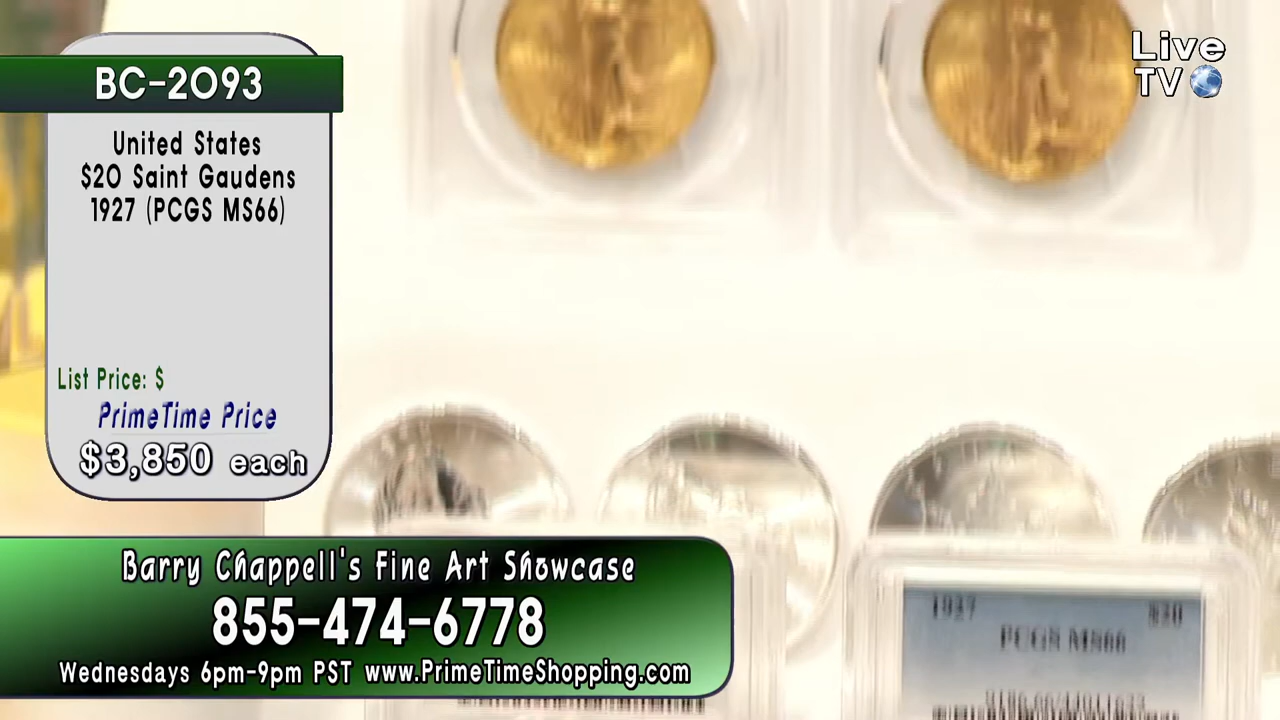 BC-2093
United States
$20 Saint Gaudens
1927 (PCGS MS66)
List Price: $
PrimeTime Price
$3,850 each
Live
TV
Barry Chappell's Fine Art Showcase
855-474-6778
Wednesdays 6pm-9pm PST www.PrimeTimeShopping.com
1927 $20
PCGS MS66